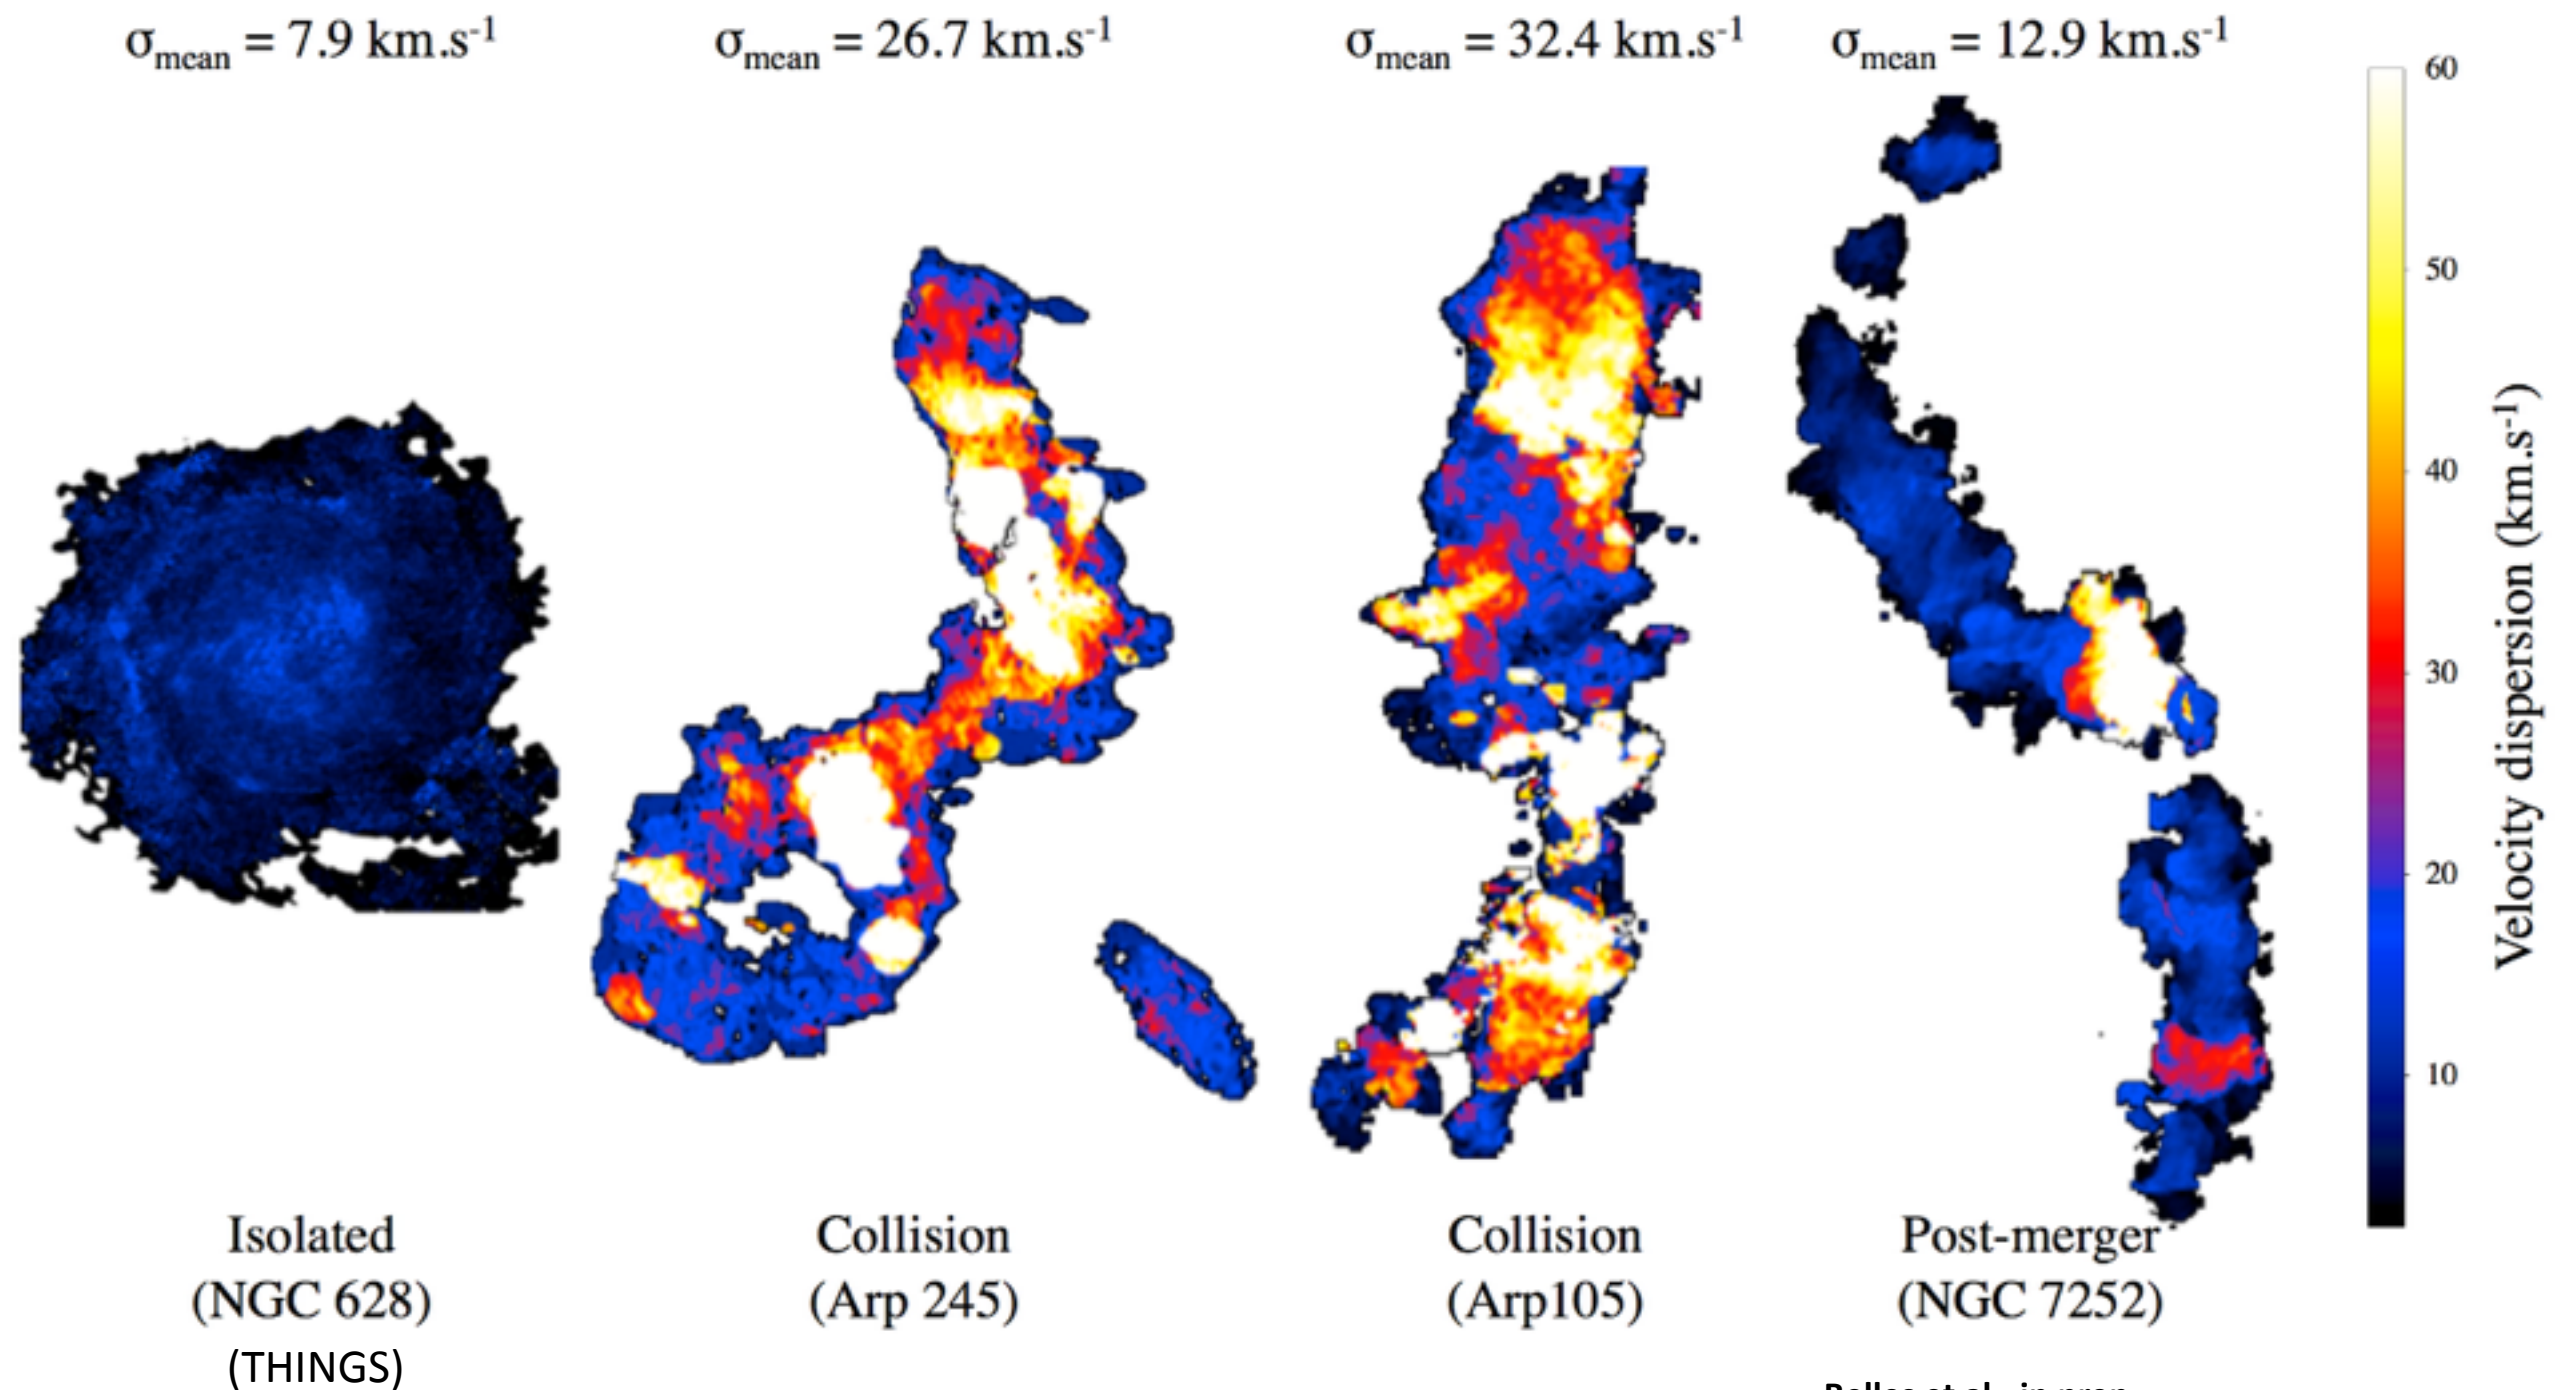 σmean = 7.9 km.s-1
σmean = 26.7 km.s-1
σmean = 32.4 km.s-1
σmean = 12.9 km.s-1
60
50
40
30
20
10
Velocity dispersion (km.s-1)
Isolated
(NGC 628)
(THINGS)
Collision
(Arp 245)
Collision
(Arp105)
Post-merger
(NGC 7252)